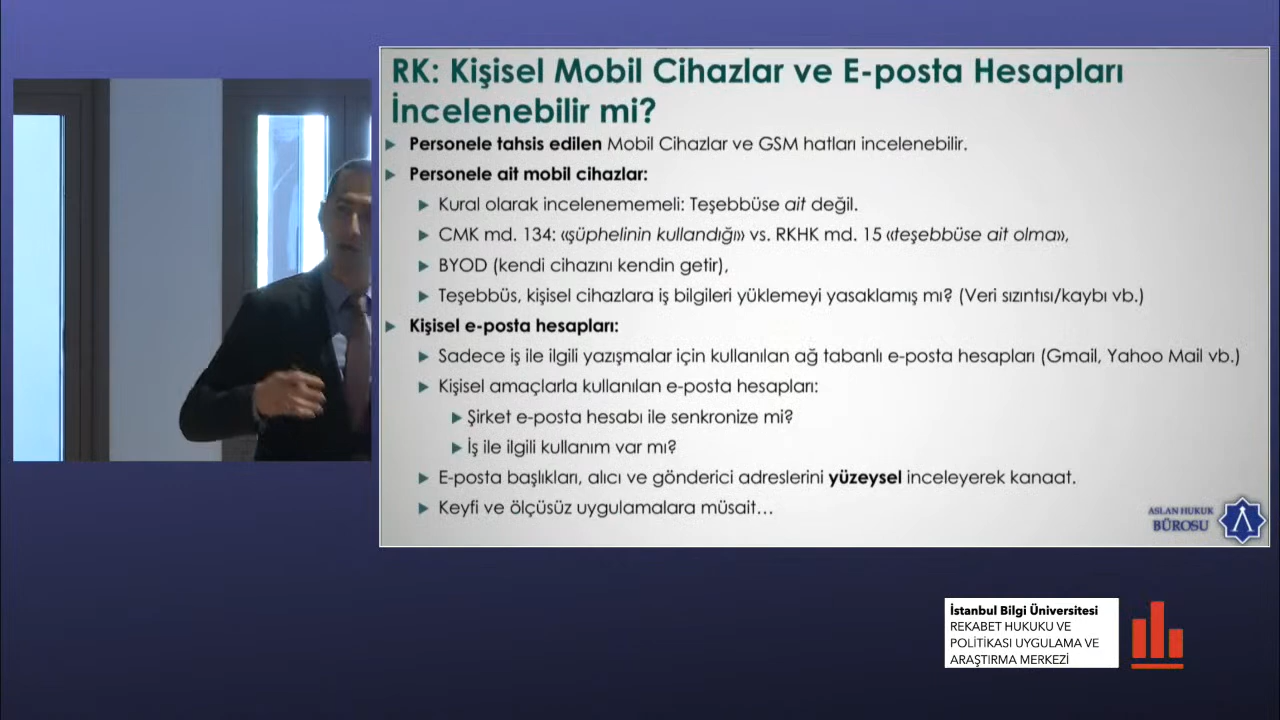 RK: Kişisel Mobil Cihazlar ve E-posta Hesapları
İncelenebilir mi?
Personele tahsis edilen Mobil Cihazlar ve GSM hatları incelenebilir.
Personele ait mobil cihazlar:
Kural olarak incelenememeli: Teşebbüse ait değil.
CMK md. 134: «şüphelinin kullandığı» vs. RKHK md. 15 «teşebbüse ait olma»,
BYOD (kendi cihazını kendin getir),
Teşebbüs, kişisel cihazlara iş bilgileri yüklemeyi yasaklamış mı? (Veri sızıntısı/kaybı vb.)
Kişisel e-posta hesapları:
Sadece iş ile ilgili yazışmalar için kullanılan ağ tabanlı e-posta hesapları (Gmail, Yahoo Mail vb.)
Kişisel amaçlarla kullanılan e-posta hesapları:
Şirket e-posta hesabı ile senkronize mi?
İş ile ilgili kullanım var mı?
E-posta başlıkları, alıcı ve gönderici adreslerini yüzeysel inceleyerek kanaat.
Keyfi ve ölçüsüz uygulamalara müsait...
ASLAN HUKUK
BÜROSU
İstanbul Bilgi Üniversitesi
REKABET HUKUKU VE
POLİTİKASI UYGULAMA VE
ARAŞTIRMA MERKEZİ